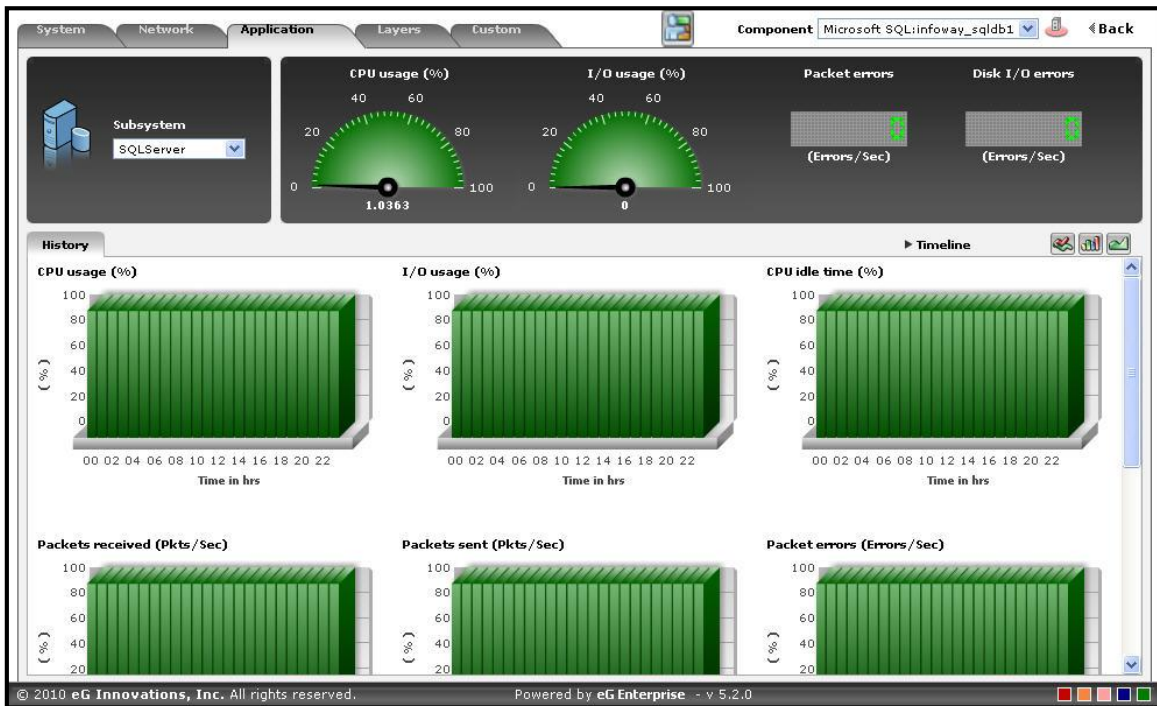 System Network Application Layers Custom Component Microsoft SQL:infoway_sqldb1 Back
Subsystem
SQLServer
CPU usage (%)
40 60
20 80
0 100
1.0363
I/O usage (%)
40 60
20 80
0 100
0
Packet errors
0
(Errors/Sec)
Disk I/O errors
0
(Errors/Sec)
History Timeline
CPU usage (%)
100
80
60
40
20
0
( % )
00 02 04 06 08 10 12 14 16 18 20 22
Time in hrs
I/O usage (%)
100
80
60
40
20
0
( % )
00 02 04 06 08 10 12 14 16 18 20 22
Time in hrs
CPU idle time (%)
100
80
60
40
20
0
( % )
00 02 04 06 08 10 12 14 16 18 20 22
Time in hrs
Packets received (Pkts/Sec)
100
80
60
40
20
( % )
Packets sent (Pkts/Sec)
100
80
60
40
20
( % )
Packet errors (Errors/Sec)
100
80
60
40
20
( % )
© 2010 eG Innovations, Inc. All rights reserved. Powered by eG Enterprise - v 5.2.0